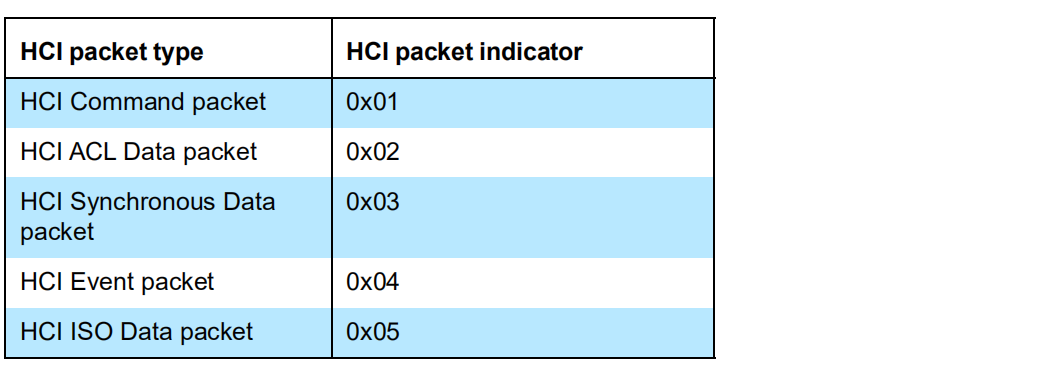 HCI packet type HCI packet indicator
HCI Command packet 0x01
HCI ACL Data packet 0x02
HCI Synchronous Data 0x03
packet
HCI Event packet 0x04
HCI ISO Data packet 0x05